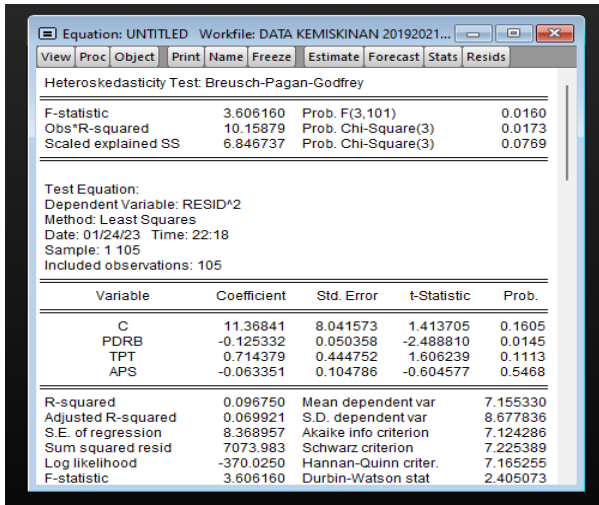 Equation: UNTITLED Workfile: DATA KEMISKINAN 20192021...
View Proc Object Print Name Freeze Estimate Forecast Stats Resids
Heteroskedasticity Test: Breusch-Pagan-Godfrey
F-statistic 3.606160 Prob. F(3,101) 0.0160
Obs*R-squared 10.15879 Prob. Chi-Square(3) 0.0173
Scaled explained SS 6.846737 Prob. Chi-Square(3) 0.0769
Test Equation:
Dependent Variable: RESID^2
Method: Least Squares
Date: 01/24/23 Time: 22:18
Sample: 1 105
Included observations: 105
Variable Coefficient Std. Error t-Statistic Prob.
C 11.36841 8.041573 1.413705 0.1605
PDRB -0.125332 0.050358 -2.488810 0.0145
TPT 0.714379 0.444752 1.606239 0.1113
APS -0.063351 0.104786 -0.604577 0.5468
R-squared 0.096750 Mean dependent var 7.155330
Adjusted R-squared 0.069921 S.D. dependent var 8.677836
S.E. of regression 8.368957 Akaike info criterion 7.124286
Sum squared resid 7073.983 Schwarz criterion 7.225389
Log likelihood -370.0250 Hannan-Quinn criter. 7.165255
F-statistic 3.606160 Durbin-Watson stat 2.405073